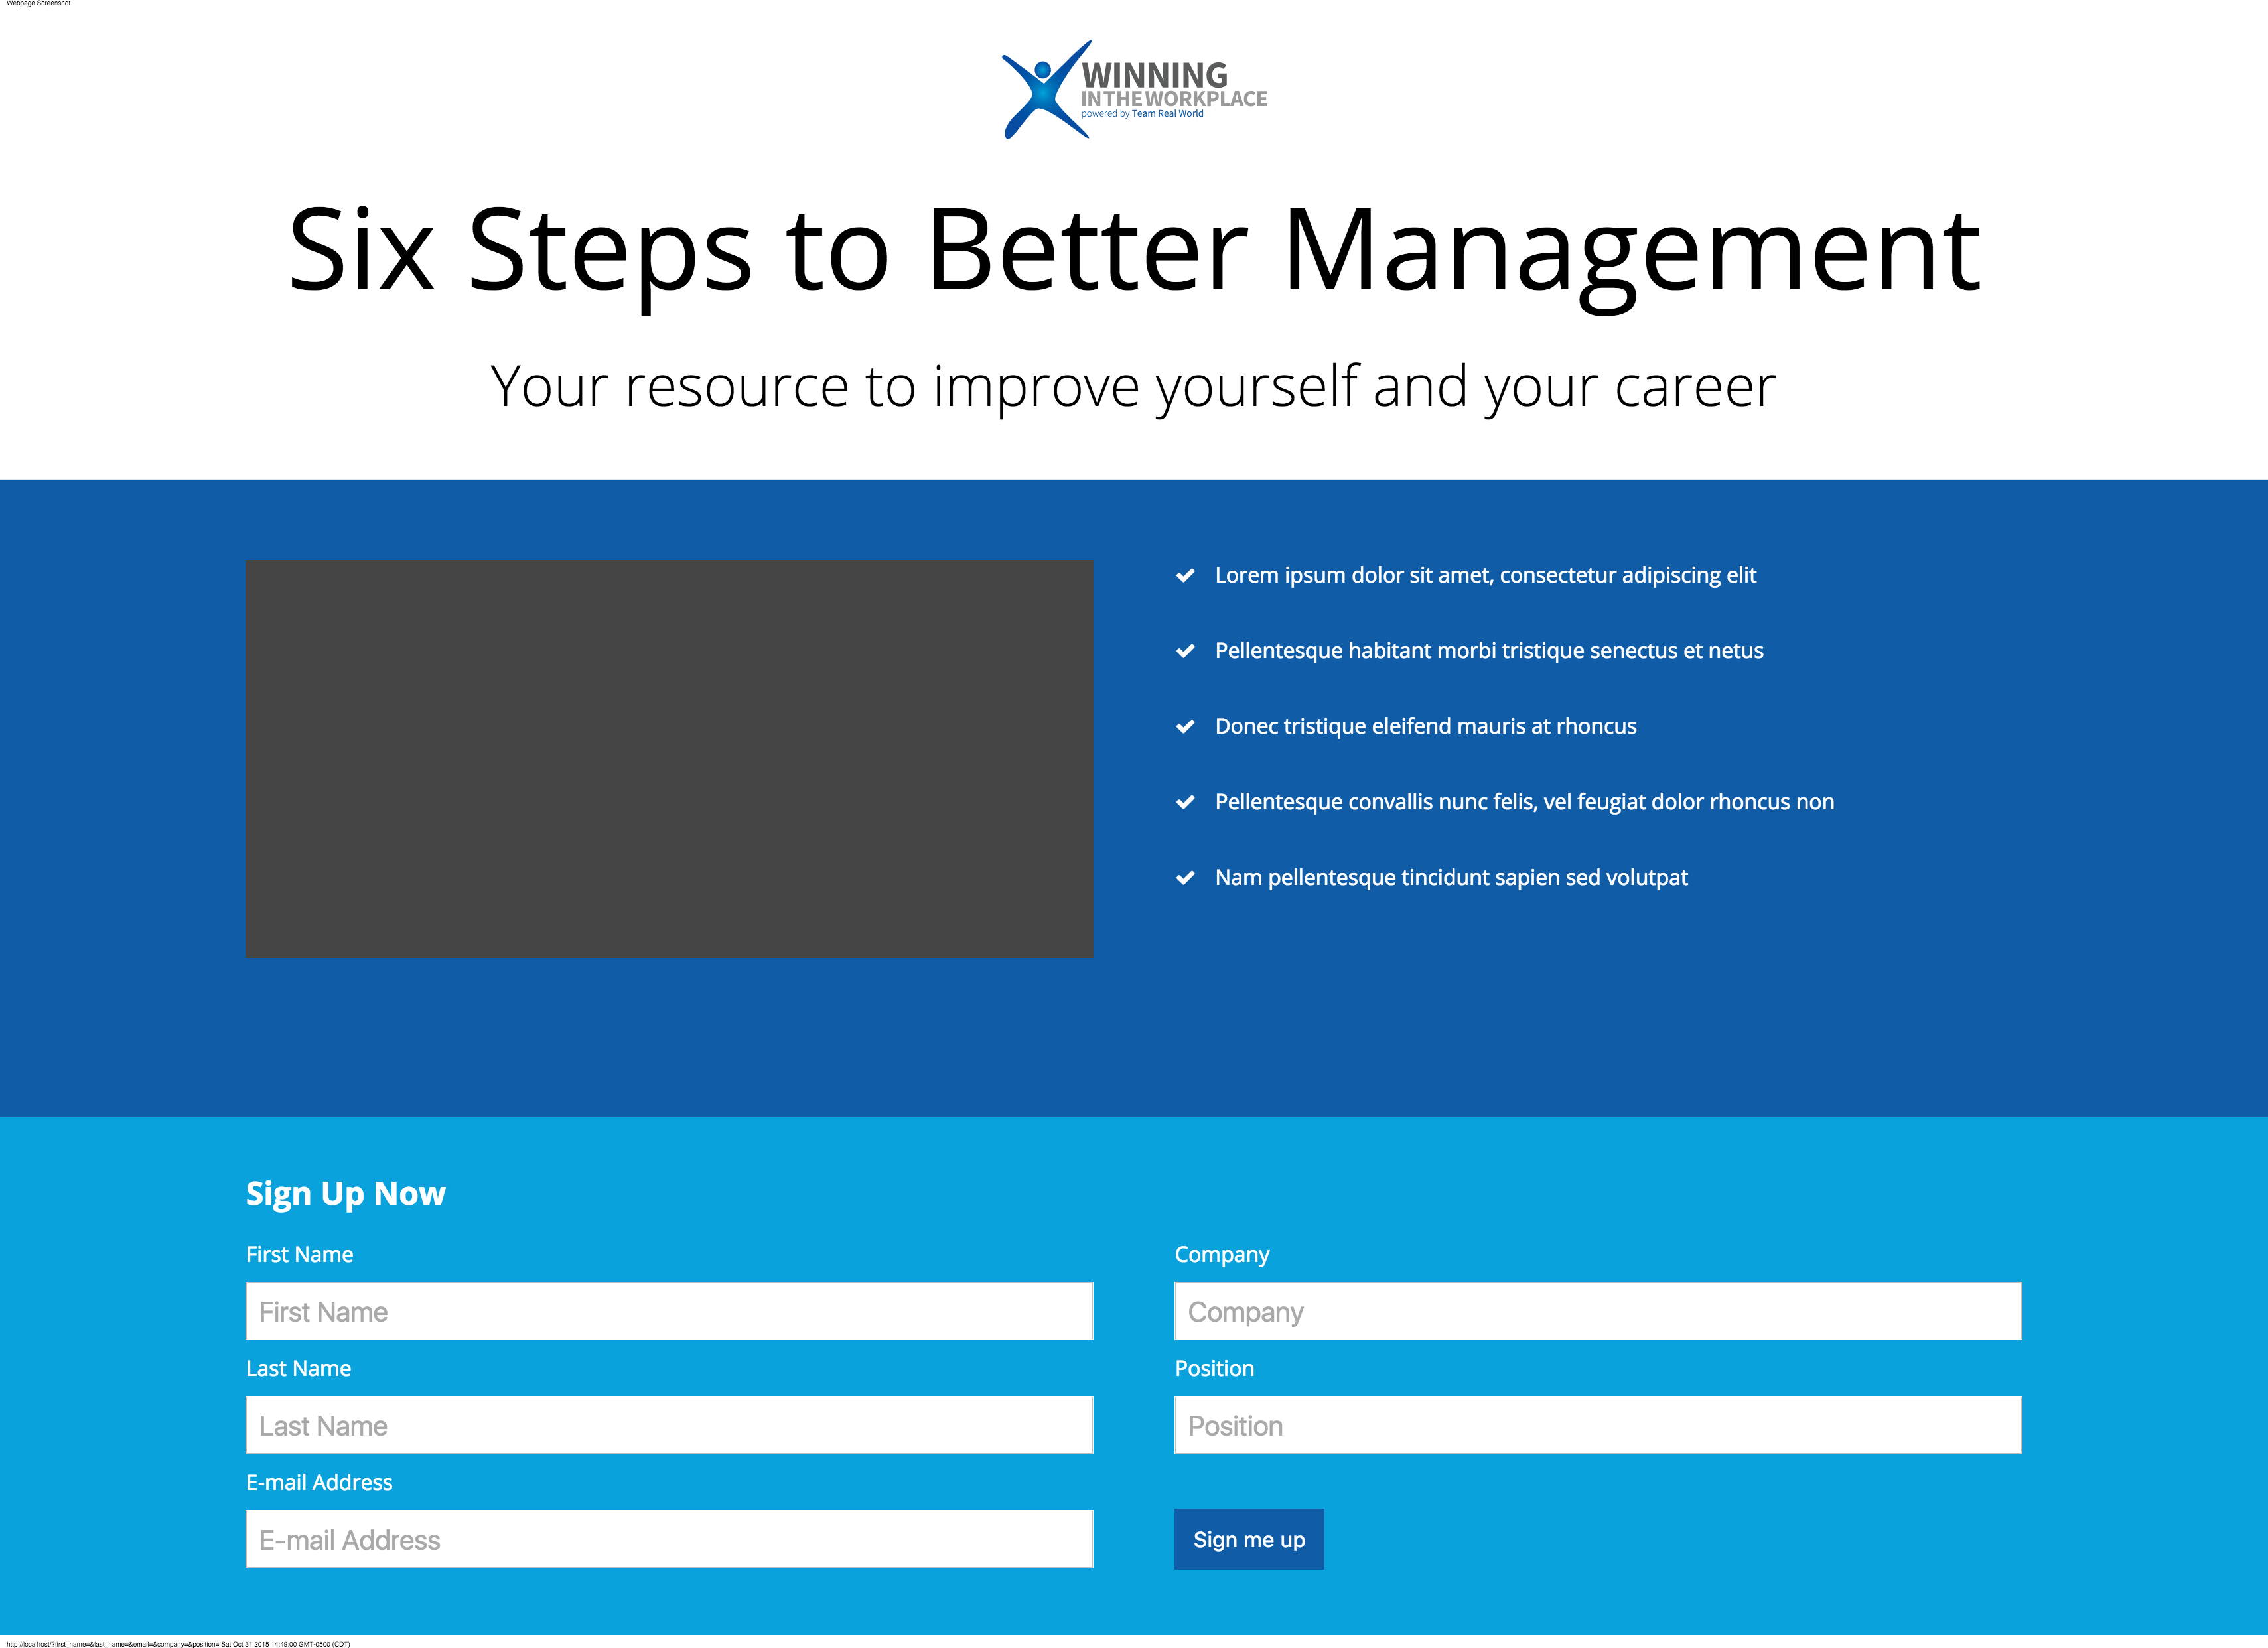 Webpage Screenshot
WINNING
IN THE WORKPLACE
powered by Team Real World
Six Steps to Better Management
Your resource to improve yourself and your career
Lorem ipsum dolor sit amet, consectetur adipiscing elit
Pellentesque habitant morbi tristique senectus et netus
Donec tristique eleifend mauris at rhoncus
Pellentesque convallis nunc felis, vel feugiat dolor rhoncus non
Nam pellentesque tincidunt sapien sed volutpat
Sign Up Now
First Name
First Name
Last Name
Last Name
E-mail Address
E-mail Address
Company
Company
Position
Position
Sign me up
http://localhost/?first_name=&last_name=&email=&company=&position= Sat Oct 31 2015 14:49:00 GMT-0500 (CDT)